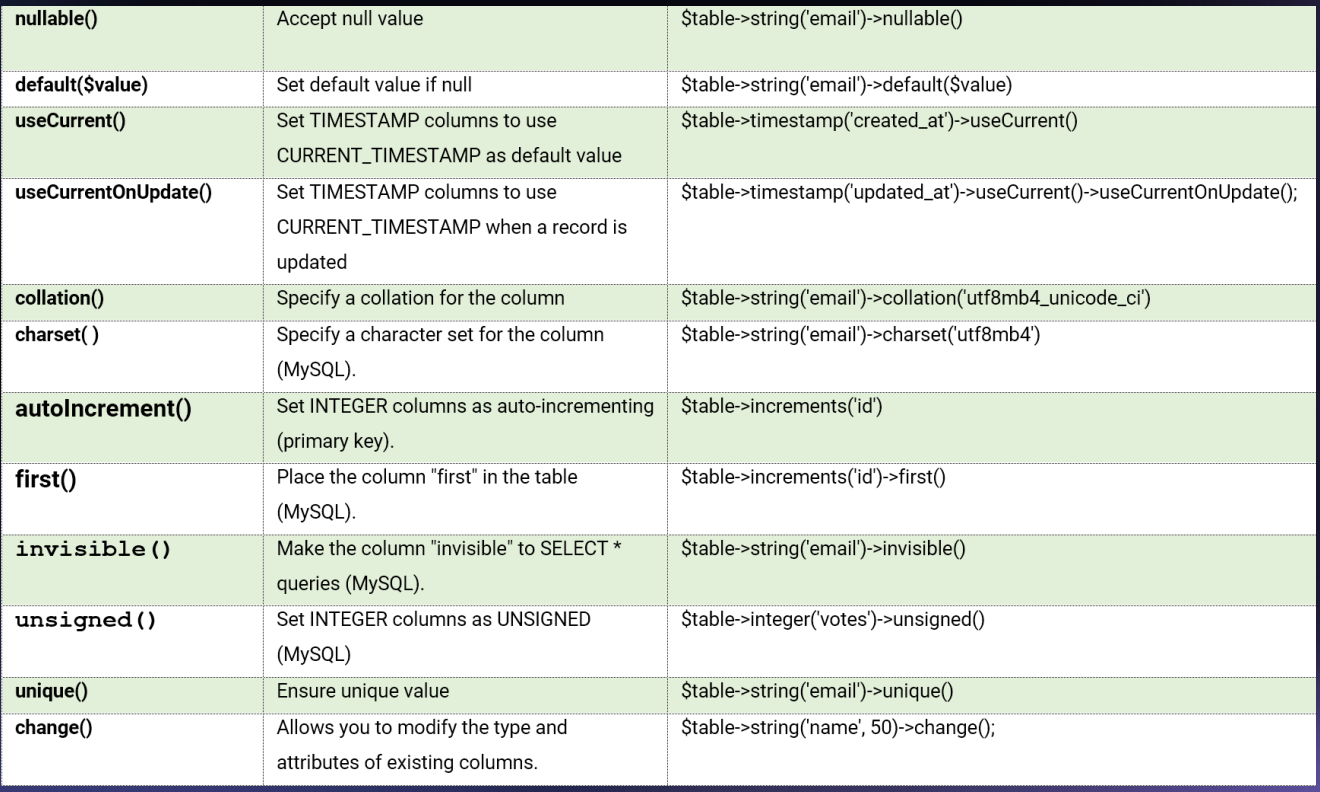 nullable() Accept null value $table->string('email')->nullable()
default($value) Set default value if null $table->string('email')->default($value)
useCurrent() Set TIMESTAMP columns to use $table->timestamp('created_at')->useCurrent()
CURRENT_TIMESTAMP as default value
useCurrentOnUpdate() Set TIMESTAMP columns to use $table->timestamp('updated_at')->useCurrent()->useCurrentOnUpdate();
CURRENT_TIMESTAMP when a record is
updated
collation() Specify a collation for the column $table->string('email')->collation('utf8mb4_unicode_ci')
charset( ) Specify a character set for the column $table->string('email')->charset('utf8mb4')
(MySQL).
autoIncrement() Set INTEGER columns as auto-incrementing $table->increments('id')
(primary key).
first() Place the column "first" in the table $table->increments('id')->first()
(MySQL).
invisible() Make the column "invisible" to SELECT * $table->string('email')->invisible()
queries (MySQL).
unsigned() Set INTEGER columns as UNSIGNED $table->integer('votes')->unsigned()
(MySQL)
unique() Ensure unique value $table->string('email')->unique()
change() Allows you to modify the type and $table->string('name', 50)->change();
attributes of existing columns.